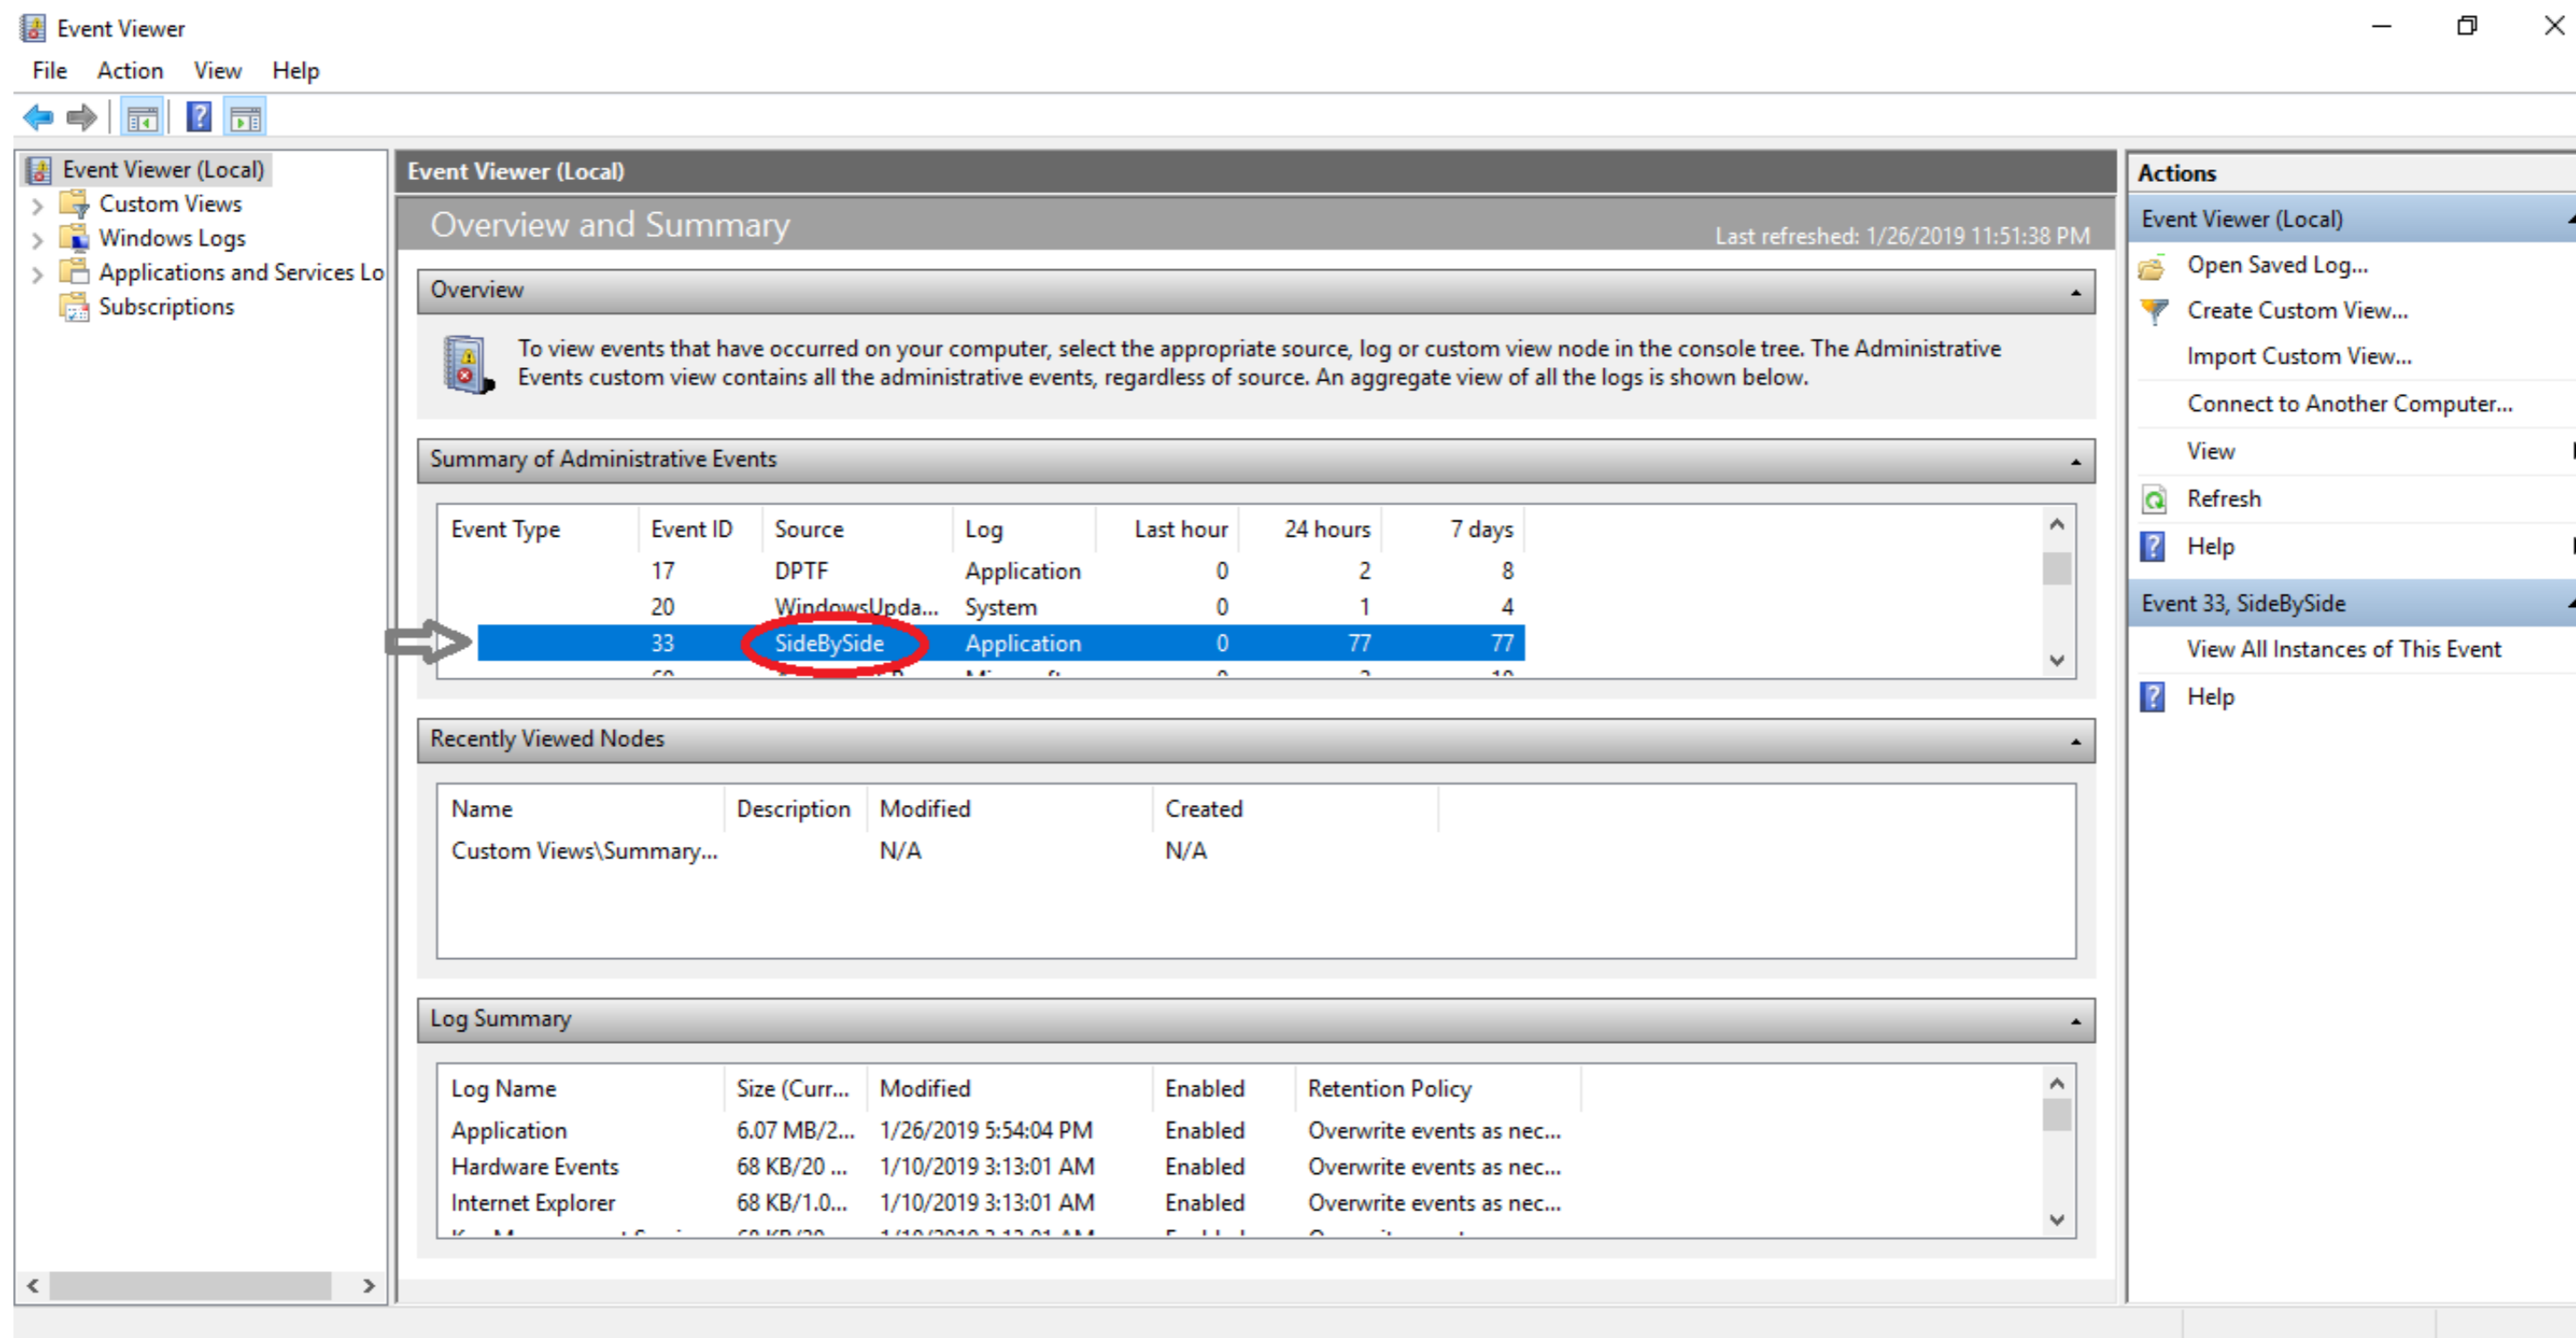 Event Viewer
File Action View Help
Event Viewer (Local)
Custom Views
Windows Logs
Applications and Services Lo
Subscriptions
Event Viewer (Local)
Overview and Summary
Last refreshed: 1/26/2019 11:51:38 PM
Overview
To view events that have occurred on your computer, select the appropriate source, log or custom view node in the console tree. The Administrative
Events custom view contains all the administrative events, regardless of source. An aggregate view of all the logs is shown below.
Summary of Administrative Events
Event Type Event ID Source Log Last hour 24 hours 7 days
17 DPTF Application 0 2 8
20 WindowsUpda... System 0 1 4
33 SideBySide Application 0 77 77
Recently Viewed Nodes
Name Description Modified Created
Custom Views\Summary... N/A N/A
Log Summary
Log Name Size (Curr... Modified Enabled Retention Policy
Application 6.07 MB/2... 1/26/2019 5:54:04 PM Enabled Overwrite events as nec...
Hardware Events 68 KB/20 ... 1/10/2019 3:13:01 AM Enabled Overwrite events as nec...
Internet Explorer 68 KB/1.0... 1/10/2019 3:13:01 AM Enabled Overwrite events as nec...
Actions
Event Viewer (Local)
Open Saved Log...
Create Custom View...
Import Custom View...
Connect to Another Computer...
View
Refresh
Help
Event 33, SideBySide
View All Instances of This Event
Help